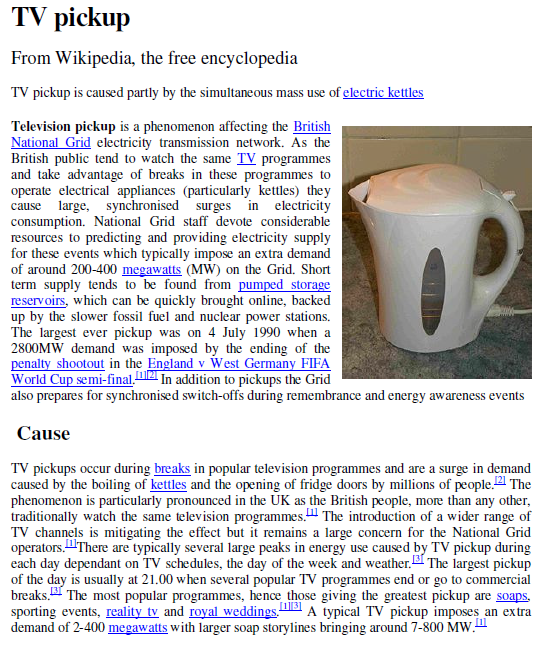 TV pickup
From Wikipedia, the free encyclopedia
TV pickup is caused partly by the simultaneous mass use of electric kettles
Television pickup is a phenomenon affecting the British
National Grid electricity transmission network. As the
British public tend to watch the same TV programmes
and take advantage of breaks in these programmes to
operate electrical appliances (particularly kettles) they
cause large, synchronised surges in electricity
consumption. National Grid staff devote considerable
resources to predicting and providing electricity supply
for these events which typically impose an extra demand
of around 200-400 megawatts (MW) on the Grid. Short
term supply tends to be found from pumped storage
reservoirs, which can be quickly brought online, backed
up by the slower fossil fuel and nuclear power stations.
The largest ever pickup was on 4 July 1990 when a
2800MW demand was imposed by the ending of the
penalty shootout in the England v West Germany FIFA
World Cup semi-final.[1][2] In addition to pickups the Grid
also prepares for synchronised switch-offs during remembrance and energy awareness events
Cause
TV pickups occur during breaks in popular television programmes and are a surge in demand
caused by the boiling of kettles and the opening of fridge doors by millions of people.[2] The
phenomenon is particularly pronounced in the UK as the British people, more than any other,
traditionally watch the same television programmes.[1] The introduction of a wider range of
TV channels is mitigating the effect but it remains a large concern for the National Grid
operators.[1]There are typically several large peaks in energy use caused by TV pickup during
each day dependant on TV schedules, the day of the week and weather.[3] The largest pickup
of the day is usually at 21.00 when several popular TV programmes end or go to commercial
breaks.[3] The most popular programmes, hence those giving the greatest pickup are soaps,
sporting events, reality tv and royal weddings.[1][3] A typical TV pickup imposes an extra
demand of 2-400 megawatts with larger soap storylines bringing around 7-800 MW.[1]